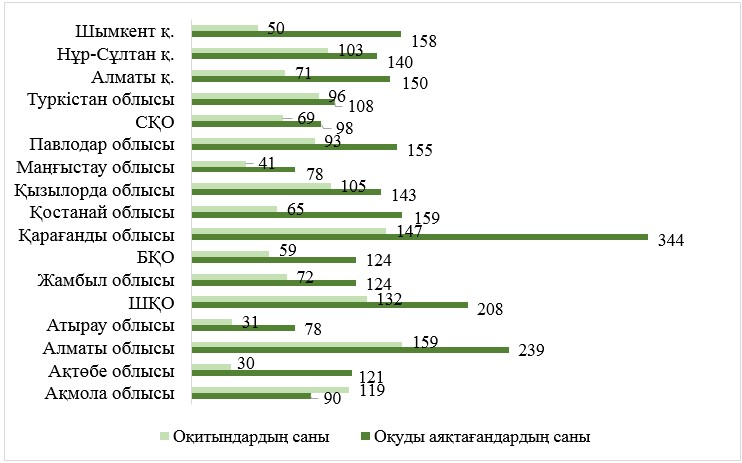 Шымкент қ. 50 158
Нұр-Сұлтан қ. 103 140
Алматы қ. 71 150
Туркістан облысы 96 108
СҚО 69 98
Павлодар облысы 93 155
Маңғыстау облысы 41 78
Қызылорда облысы 105 143
Қостанай облысы 65 159
Қарағанды облысы 147 344
БҚО 59 124
Жамбыл облысы 72 124
ШҚО 132 208
Атырау облысы 31 78
Алматы облысы 159 239
Ақтөбе облысы 30 121
Ақмола облысы 119 90
Оқитындардың саны Оқуды аяқтағандардың саны